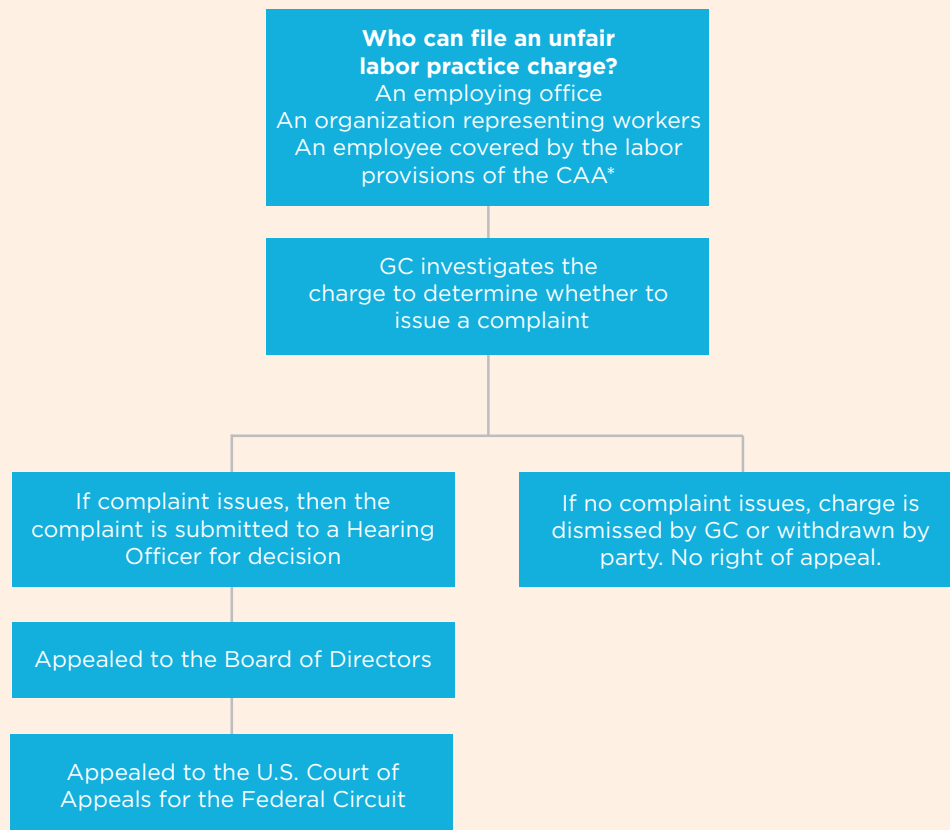 Who can file an unfair
labor practice charge?
An employing office
An organization representing workers
An employee covered by the labor
provisions of the CAA*
GC investigates the
charge to determine whether to
issue a complaint
If complaint issues, then the
complaint is submitted to a Hearing
Officer for decision
If no complaint issues, charge is
dismissed by GC or withdrawn by
party. No right of appeal.
Appealed to the Board of Directors
Appealed to the U.S. Court of
Appeals for the Federal Circuit